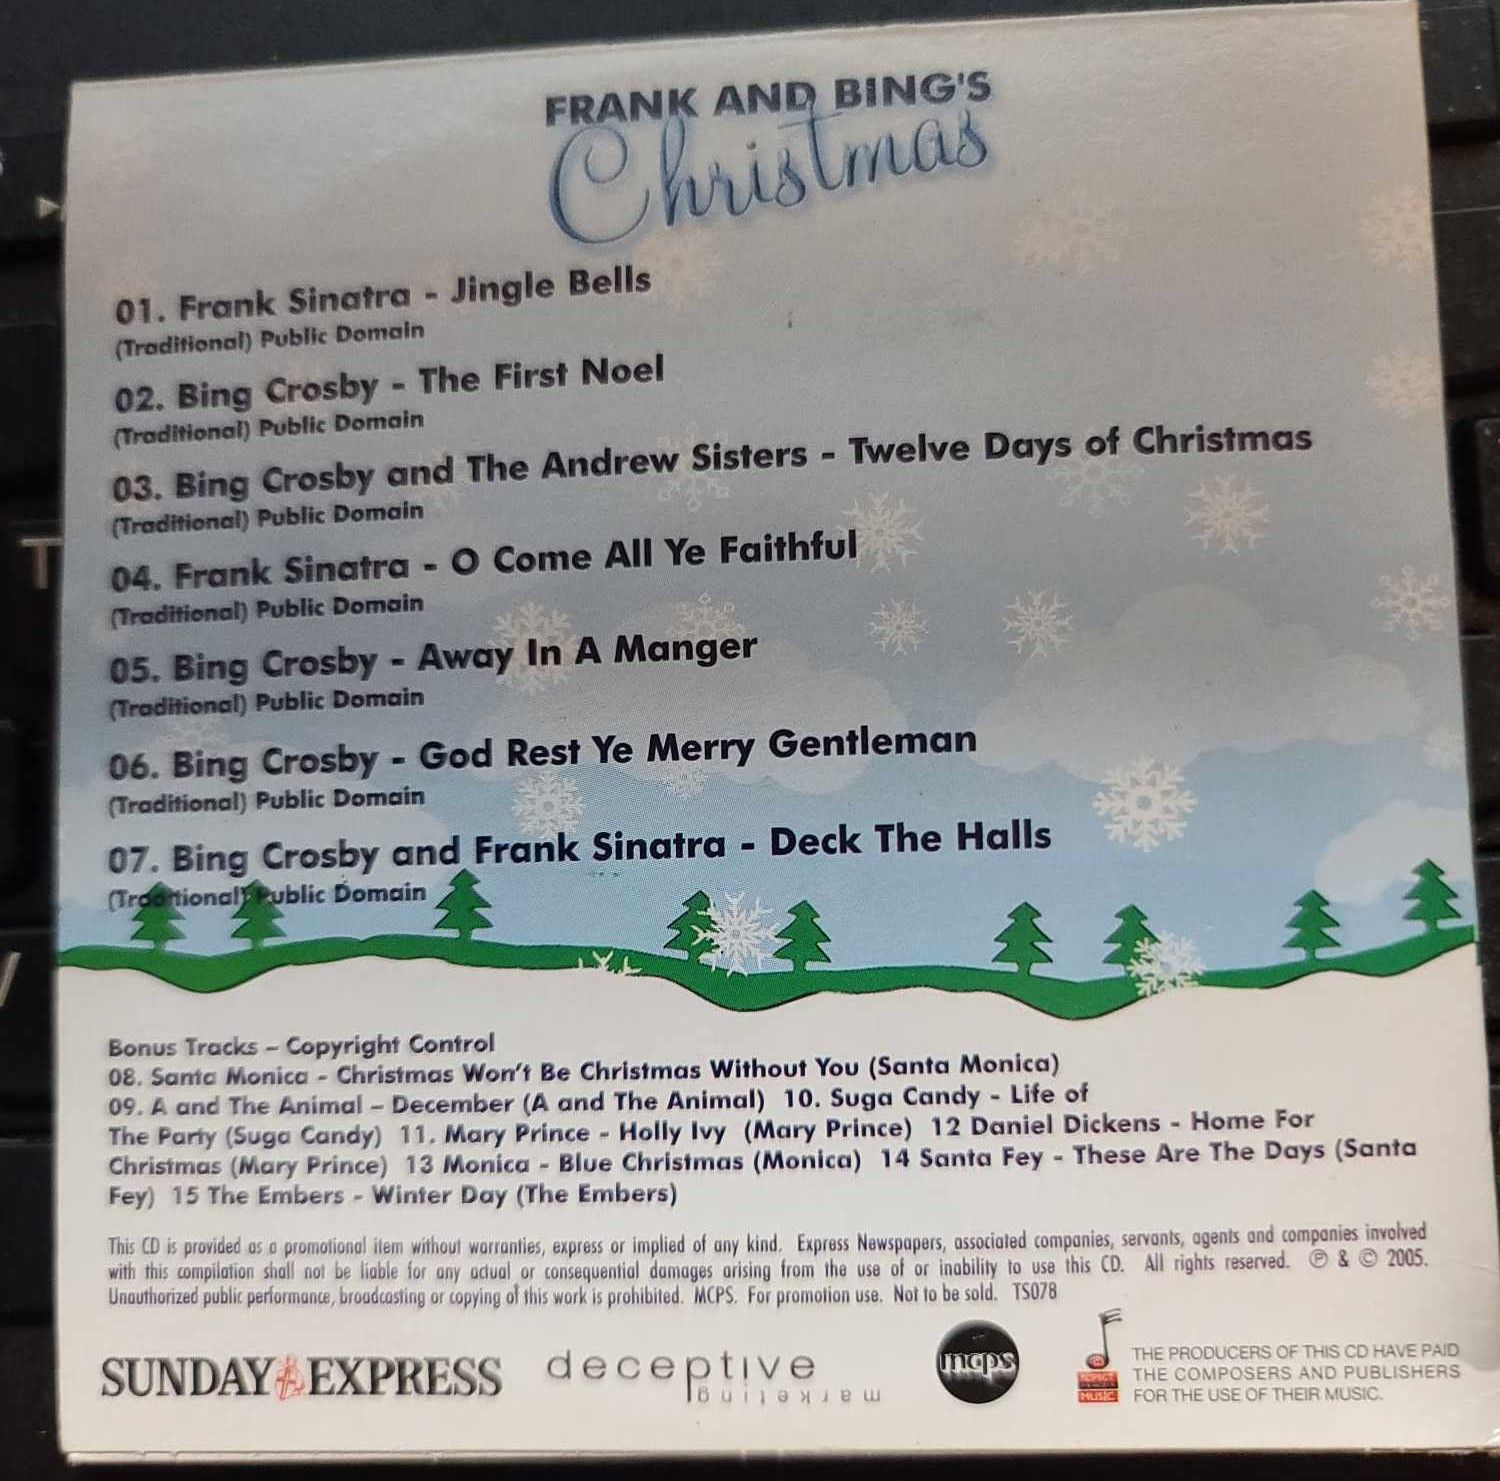 FRANK AND BING'S
Christmas
01. Frank Sinatra - Jingle Bells
(Traditional) Public Domain
02. Bing Crosby - The First Noel
(Traditional) Public Domain
03. Bing Crosby and The Andrew Sisters - Twelve Days of Christmas
(Traditional) Public Domain
04. Frank Sinatra - O Come All Ye Faithful
(Traditional) Public Domain
05. Bing Crosby - Away In A Manger
(Traditional) Public Domain
06. Bing Crosby - God Rest Ye Merry Gentleman
(Traditional) Public Domain
07. Bing Crosby and Frank Sinatra - Deck The Halls
(Traditional) Public Domain
Bonus Tracks – Copyright Control
08. Santa Monica - Christmas Won't Be Christmas Without You (Santa Monica)
09. A and The Animal – December (A and The Animal) 10. Suga Candy - Life of
The Party (Suga Candy) 11. Mary Prince - Holly Ivy (Mary Prince) 12 Daniel Dickens - Home For
Christmas (Mary Prince) 13 Monica - Blue Christmas (Monica) 14 Santa Fey - These Are The Days (Santa
Fey) 15 The Embers - Winter Day (The Embers)
This CD is provided as a promotional item without warranties, express or implied of any kind. Express Newspapers, associated companies, servants, agents and companies involved
with this compilation shall not be liable for any actual or consequential damages arising from the use of or inability to use this CD. All rights reserved. ℗ & © 2005.
Unauthorized public performance, broadcasting or copying of this work is prohibited. MCPS. For promotion use. Not to be sold. TS078
SUNDAY EXPRESS
deceptive
marketing
mcps
THE PRODUCERS OF THIS CD HAVE PAID
THE COMPOSERS AND PUBLISHERS
FOR THE USE OF THEIR MUSIC.
MUSIC
T